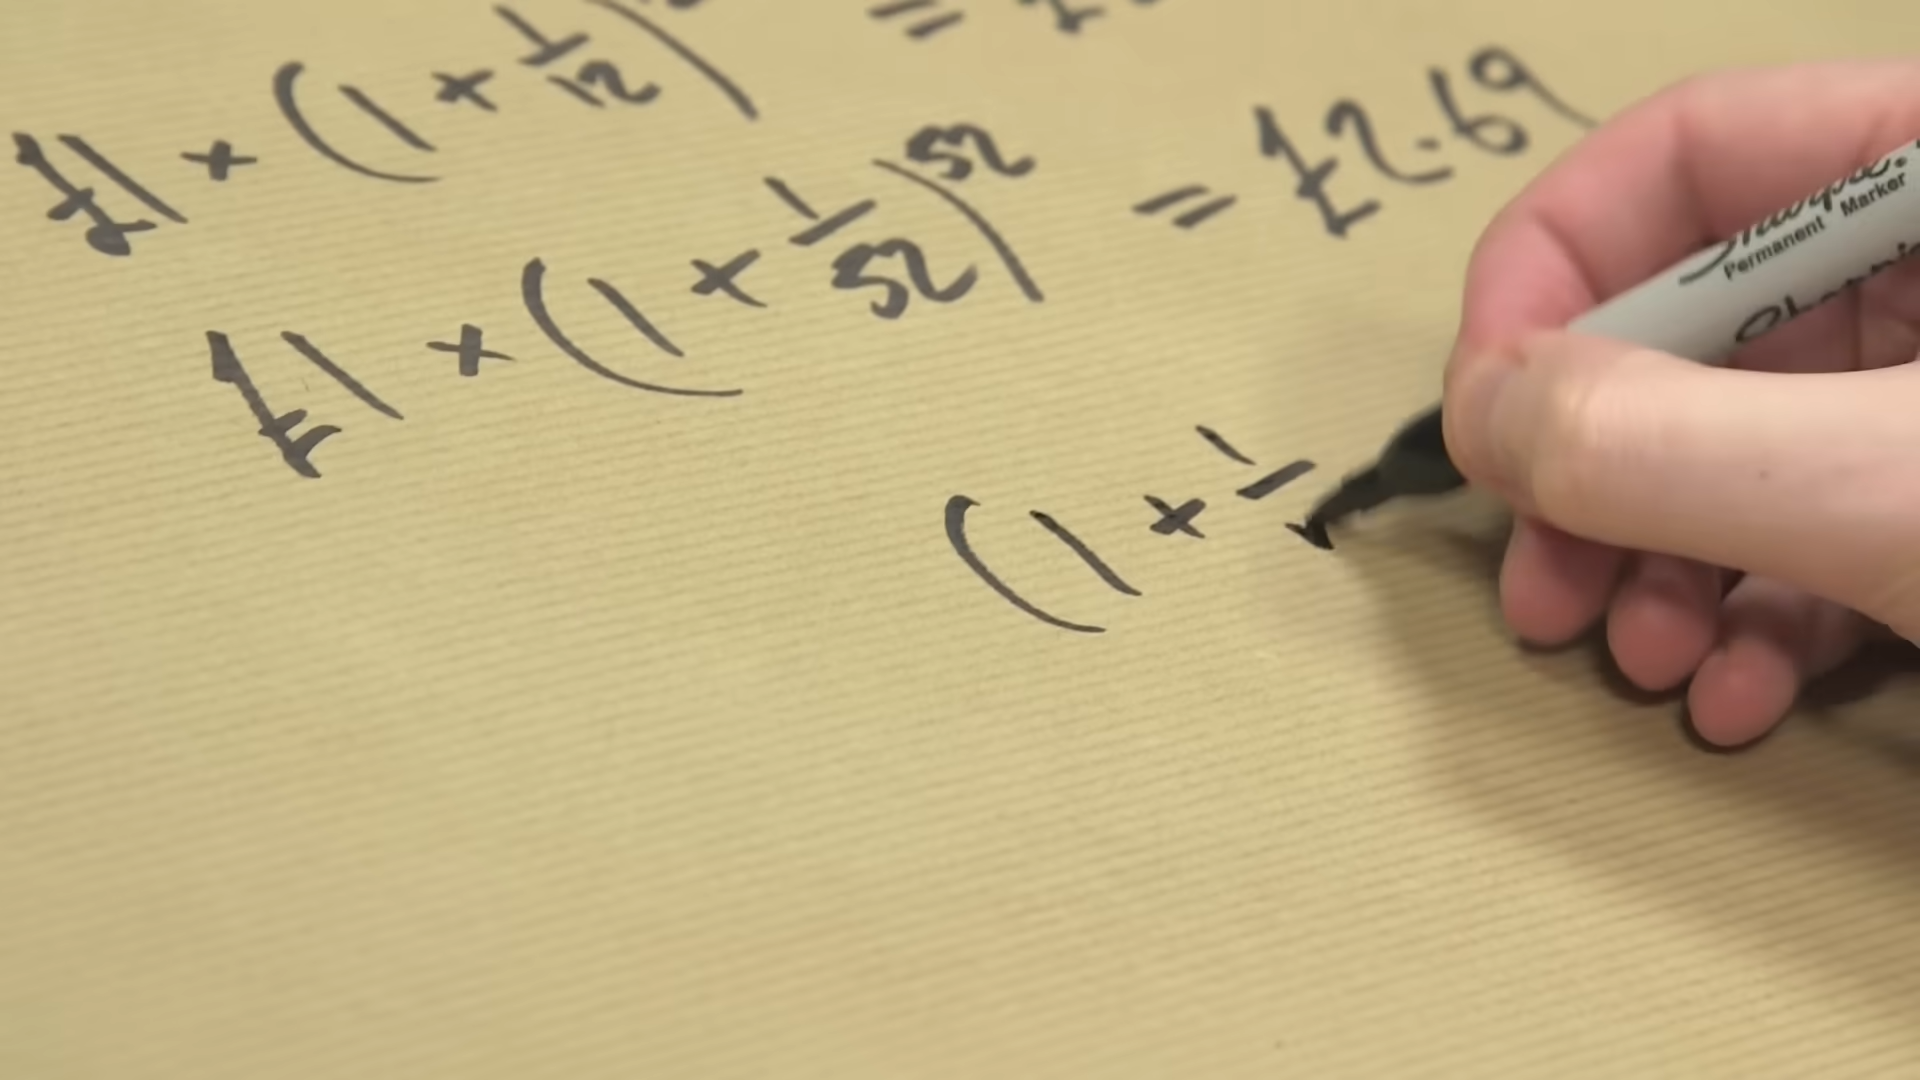 £1 × (1 + 1/12) = £
£1 × (1 + 1/52)^52 = £2.69
(1 + 1/
Sharpie.
Permanent Marker